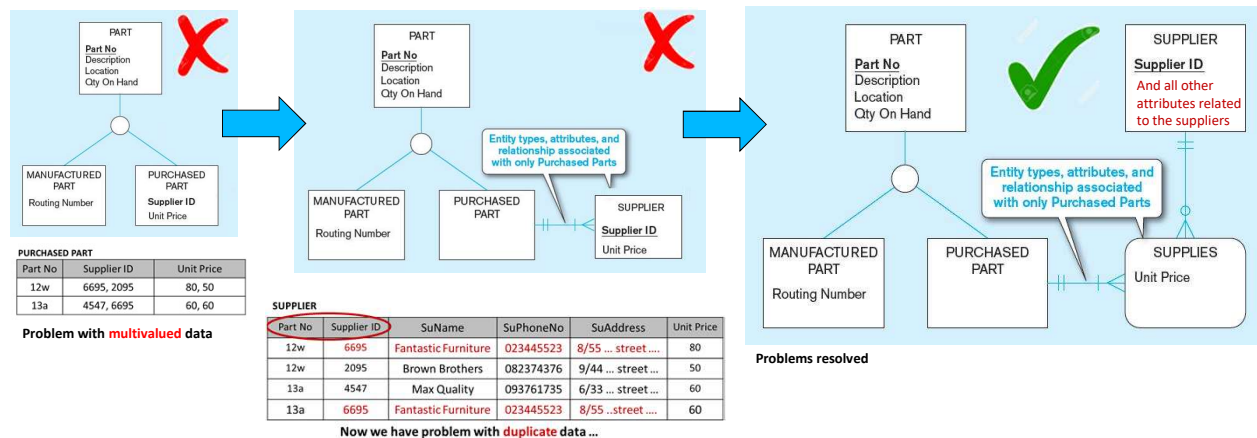 PART
Part No
Description
Location
Qty On Hand
MANUFACTURED
PART
Routing Number
PURCHASED
PART
Supplier ID
Unit Price
PURCHASED PART
Part No Supplier ID Unit Price
12w 6695, 2095 80, 50
13a 4547, 6695 60, 60
Problem with multivalued data
PART
Part No
Description
Location
Qty On Hand
Entity types, attributes, and
relationship associated
with only Purchased Parts
MANUFACTURED
PART
Routing Number
PURCHASED
PART
SUPPLIER
Supplier ID
Unit Price
SUPPLIER
Part No Supplier ID SuName SuPhoneNo SuAddress Unit Price
12w 6695 Fantastic Furniture 023445523 8/55 ... street .... 80
12w 2095 Brown Brothers 082374376 9/44 ... street ... 50
13a 4547 Max Quality 093761735 6/33 ... street... 60
13a 6695 Fantastic Furniture 023445523 8/55 ..street .... 60
Now we have problem with duplicate data ...
PART
Part No
Description
Location
Qty On Hand
SUPPLIER
Supplier ID
And all other
attributes related
to the suppliers
Entity types, attributes, and
relationship associated
with only Purchased Parts
MANUFACTURED
PART
Routing Number
PURCHASED
PART
SUPPLIES
Unit Price
Problems resolved